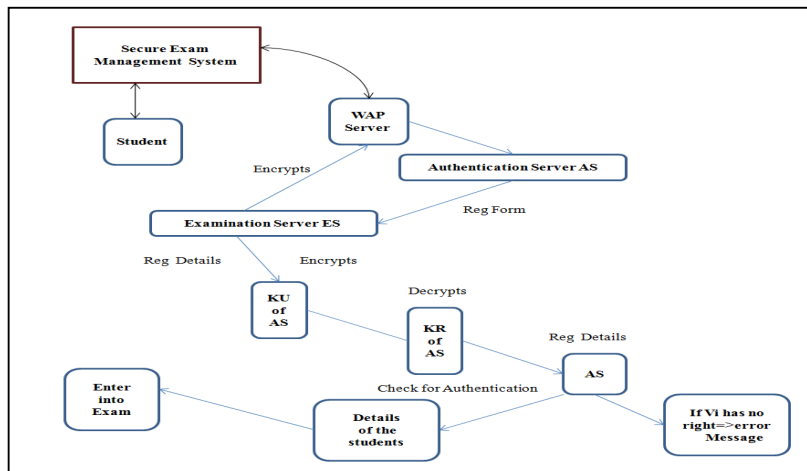 Secure Exam
Management System
WAP
Server
Student
Encrypts
Authentication Server AS
Reg Form
Examination Server ES
Reg Details
Encrypts
KU
of
AS
Decrypts
KR
of
AS
Reg Details
AS
Check for Authentication
Enter
into
Exam
Details
of the
students
If Vi has no
right=>error
Message